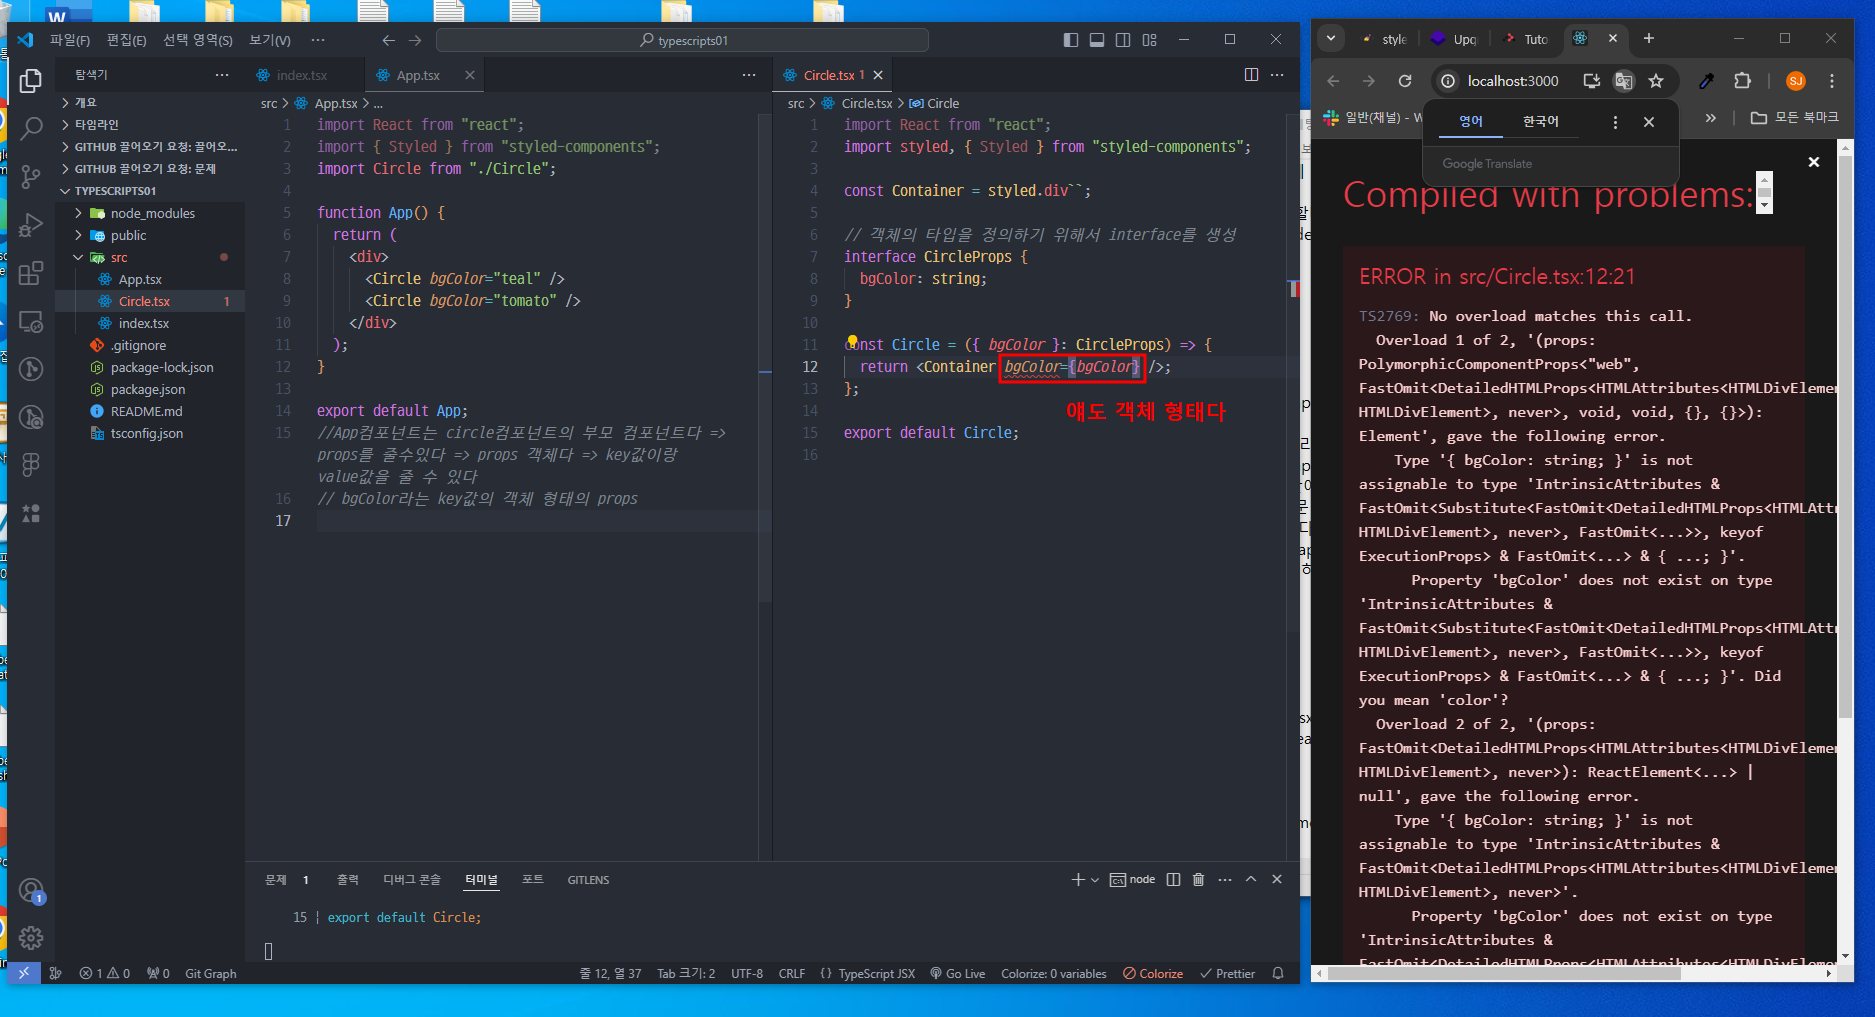 파일(F) 편집(E) 선택 영역(S) 보기(V) ··· typescripts01
탐색기 ···
개요
타임라인
GITHUB 끌어오기 요청: 끌어오...
GITHUB 끌어오기 요청: 문제
TYPESCRIPTS01
node_modules
public
src
App.tsx
Circle.tsx 1
index.tsx
.gitignore
package-lock.json
package.json
README.md
tsconfig.json
index.tsx App.tsx
src > App.tsx > ...
1 import React from "react";
2 import { Styled } from "styled-components";
3 import Circle from "./Circle";
4
5 function App() {
6 return (
7 <div>
8 <Circle bgColor="teal" />
9 <Circle bgColor="tomato" />
10 </div>
11 );
12 }
13
14 export default App;
15 //App컴포넌트는 circle컴포넌트의 부모 컴포넌트다 =>
props를 줄수있다 => props 객체다 => key값이랑
value값을 줄 수 있다
16 // bgColor라는 key값의 객체 형태의 props
17
Circle.tsx 1
src > Circle.tsx > Circle
1 import React from "react";
2 import styled, { Styled } from "styled-components";
3
4 const Container = styled.div``;
5
6 // 객체의 타입을 정의하기 위해서 interface를 생성
7 interface CircleProps {
8 bgColor: string;
9 }
10
11 const Circle = ({ bgColor }: CircleProps) => {
12 return <Container bgColor={bgColor} />;
13 };
14
15 export default Circle;
16
얘도 객체 형태다
문제 1 출력 디버그 콘솔 터미널 포트 GITLENS
node
15 | export default Circle;
1 0 0 Git Graph
줄 12, 열 37 Tab 크기: 2 UTF-8 CRLF {} TypeScript JSX Go Live Colorize: 0 variables Colorize Prettier
style Upq Tuto
localhost:3000 SJ
일반(채널) - W » 모든 북마크
영어 한국어
Google Translate
Compiled with problems:
ERROR in src/Circle.tsx:12:21
TS2769: No overload matches this call.
Overload 1 of 2, '(props:
PolymorphicComponentProps<"web",
FastOmit<DetailedHTMLProps<HTMLAttributes<HTMLDivElemen
HTMLDivElement>, never>, void, void, {}, {}>):
Element', gave the following error.
Type '{ bgColor: string; }' is not
assignable to type 'IntrinsicAttributes &
FastOmit<Substitute<FastOmit<DetailedHTMLProps<HTMLAttr
HTMLDivElement>, never>, FastOmit<...>>, keyof
ExecutionProps> & FastOmit<...> & { ...; }'.
Property 'bgColor' does not exist on type
'IntrinsicAttributes &
FastOmit<Substitute<FastOmit<DetailedHTMLProps<HTMLAttr
HTMLDivElement>, never>, FastOmit<...>>, keyof
ExecutionProps> & FastOmit<...> & { ...; }'. Did
you mean 'color'?
Overload 2 of 2, '(props:
FastOmit<DetailedHTMLProps<HTMLAttributes<HTMLDivElemen
HTMLDivElement>, never>): ReactElement<...> |
null', gave the following error.
Type '{ bgColor: string; }' is not
assignable to type 'IntrinsicAttributes &
FastOmit<DetailedHTMLProps<HTMLAttributes<HTMLDivElemen
HTMLDivElement>, never>'.
Property 'bgColor' does not exist on type
'IntrinsicAttributes &